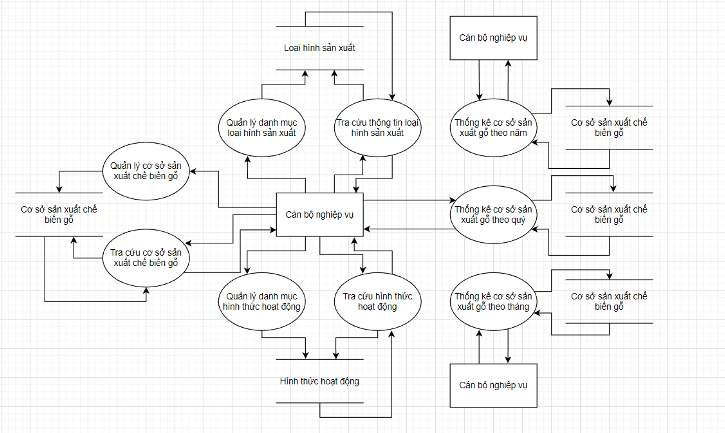 Loại hình sản xuất
Cán bộ nghiệp vụ
Quản lý danh mục
loại hình sản xuất
Tra cứu thông tin loại
hình sản xuất
Thống kê cơ sở sản
xuất gỗ theo năm
Cơ sở sản xuất chế
biến gỗ
Quản lý cơ sở sản
xuất chế biến gỗ
Cơ sở sản xuất chế
biến gỗ
Cán bộ nghiệp vụ
Thống kê cơ sở sản
xuất gỗ theo quý
Cơ sở sản xuất chế
biến gỗ
Tra cứu cơ sở sản
xuất chế biến gỗ
Quản lý danh mục
hình thức hoạt động
Tra cứu hình thức
hoạt động
Thống kê cơ sở sản
xuất gỗ theo tháng
Cơ sở sản xuất chế
biến gỗ
Hình thức hoạt động
Cán bộ nghiệp vụ